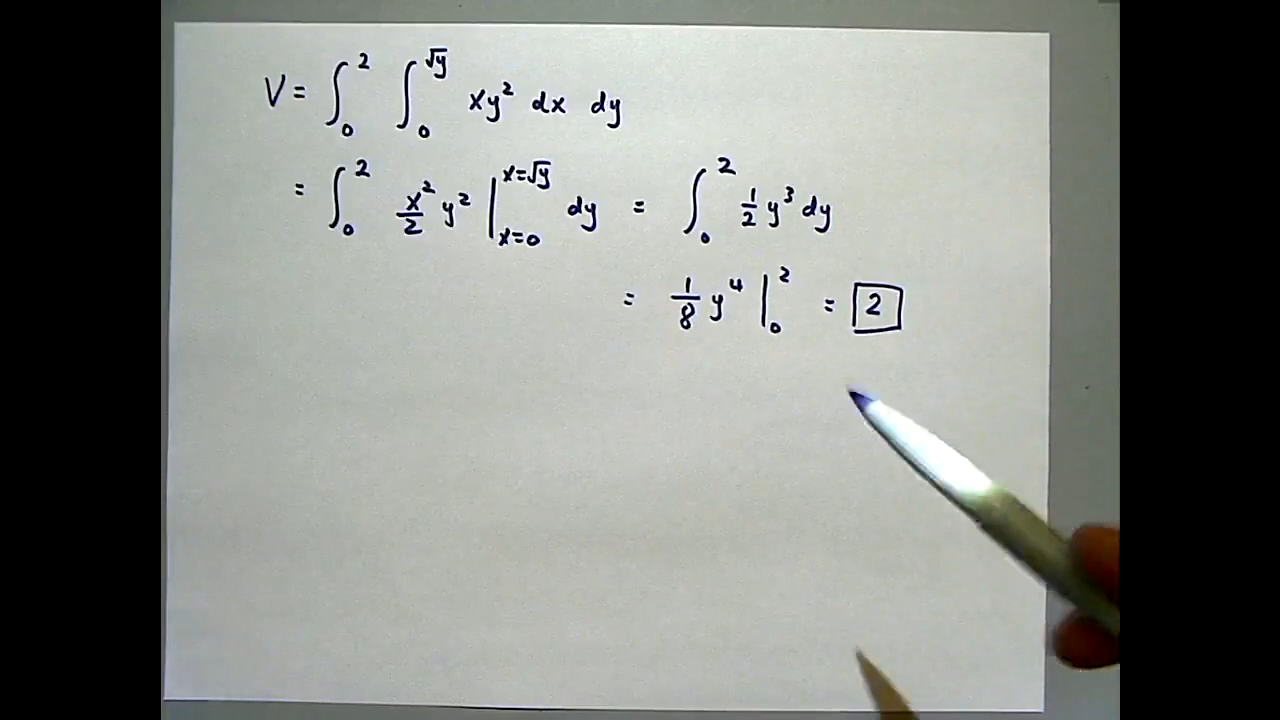 V = ∫₀² ∫₀^√y xy² dx dy
= ∫₀² x²/2 y² |_{x=0}^{x=√y} dy = ∫₀² 1/2 y³ dy
= 1/8 y⁴ |₀² = 2